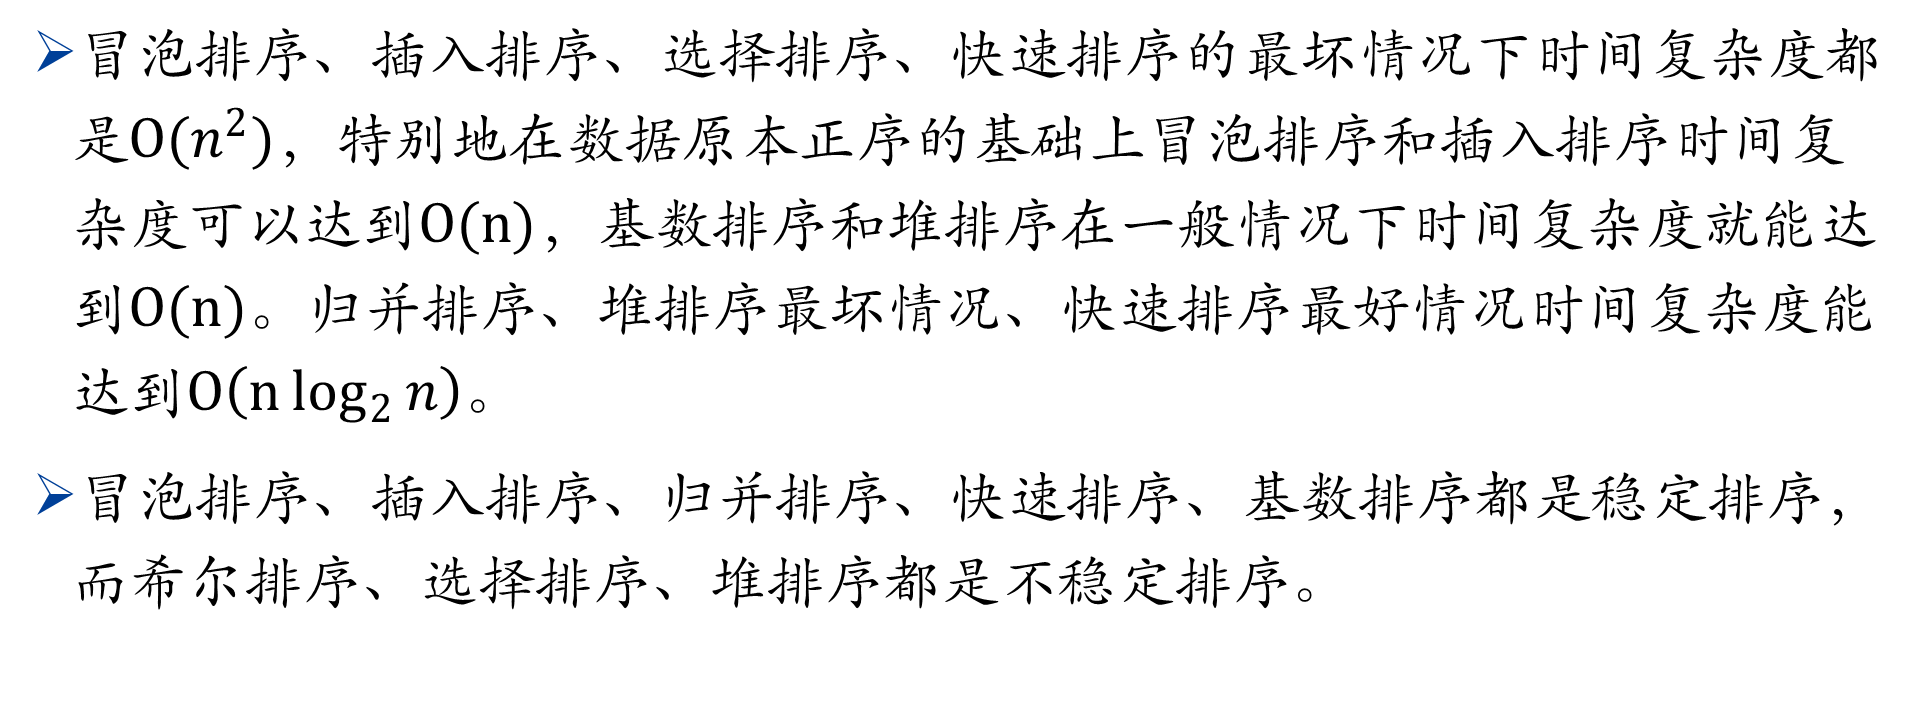 ➢冒泡排序、插入排序、选择排序、快速排序的最坏情况下时间复杂度都
是O(n²)，特别地在数据原本正序的基础上冒泡排序和插入排序时间复
杂度可以达到O(n)，基数排序和堆排序在一般情况下时间复杂度就能达
到O(n)。归并排序、堆排序最坏情况、快速排序最好情况时间复杂度能
达到O(n log₂ n)。
➢冒泡排序、插入排序、归并排序、快速排序、基数排序都是稳定排序，
而希尔排序、选择排序、堆排序都是不稳定排序。